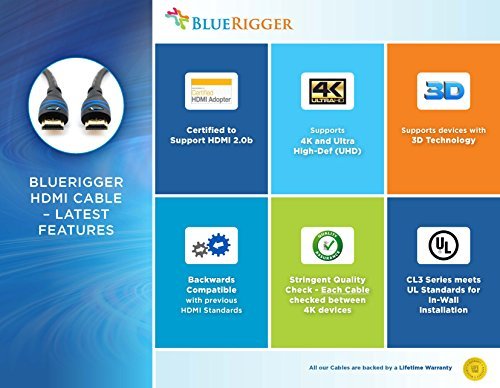 BLUERIGGER
BLUERIGGER
HDMI CABLE
– LATEST
FEATURES
Certified
HDMI Adopter
Certified to
Support HDMI 2.0b
4K
ULTRA HD
Supports
4K and Ultra
High-Def (UHD)
3D
Supports devices with
3D Technology
Backwards
Compatible
with previous
HDMI Standards
QUALITY
ASSURANCE
Stringent Quality
Check - Each Cable
checked between
4K devices
UL
CL3 Series meets
UL Standards for
In-Wall
Installation
All our Cables are backed by a Lifetime Warranty